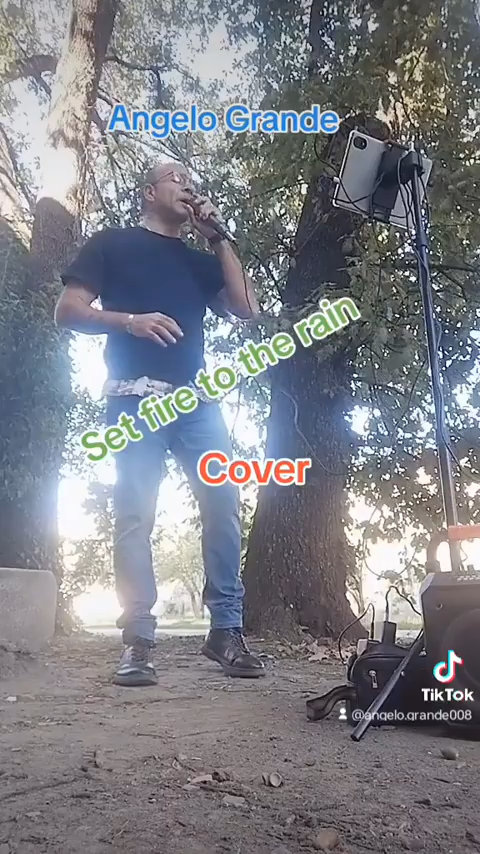 Angelo Grande
Set fire to the rain
Cover
TikTok
@angelo.grande008